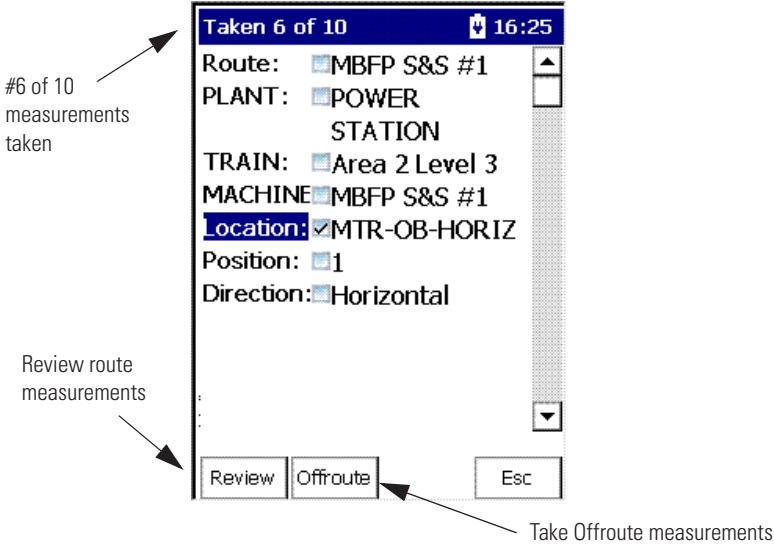 Taken 6 of 10 16:25
#6 of 10
measurements
taken
Route: MBFP S&S #1
PLANT: POWER
STATION
TRAIN: Area 2 Level 3
MACHINE MBFP S&S #1
Location: MTR-OB-HORIZ
Position: 1
Direction: Horizontal
Review route
measurements
Review Offroute Esc
Take Offroute measurements